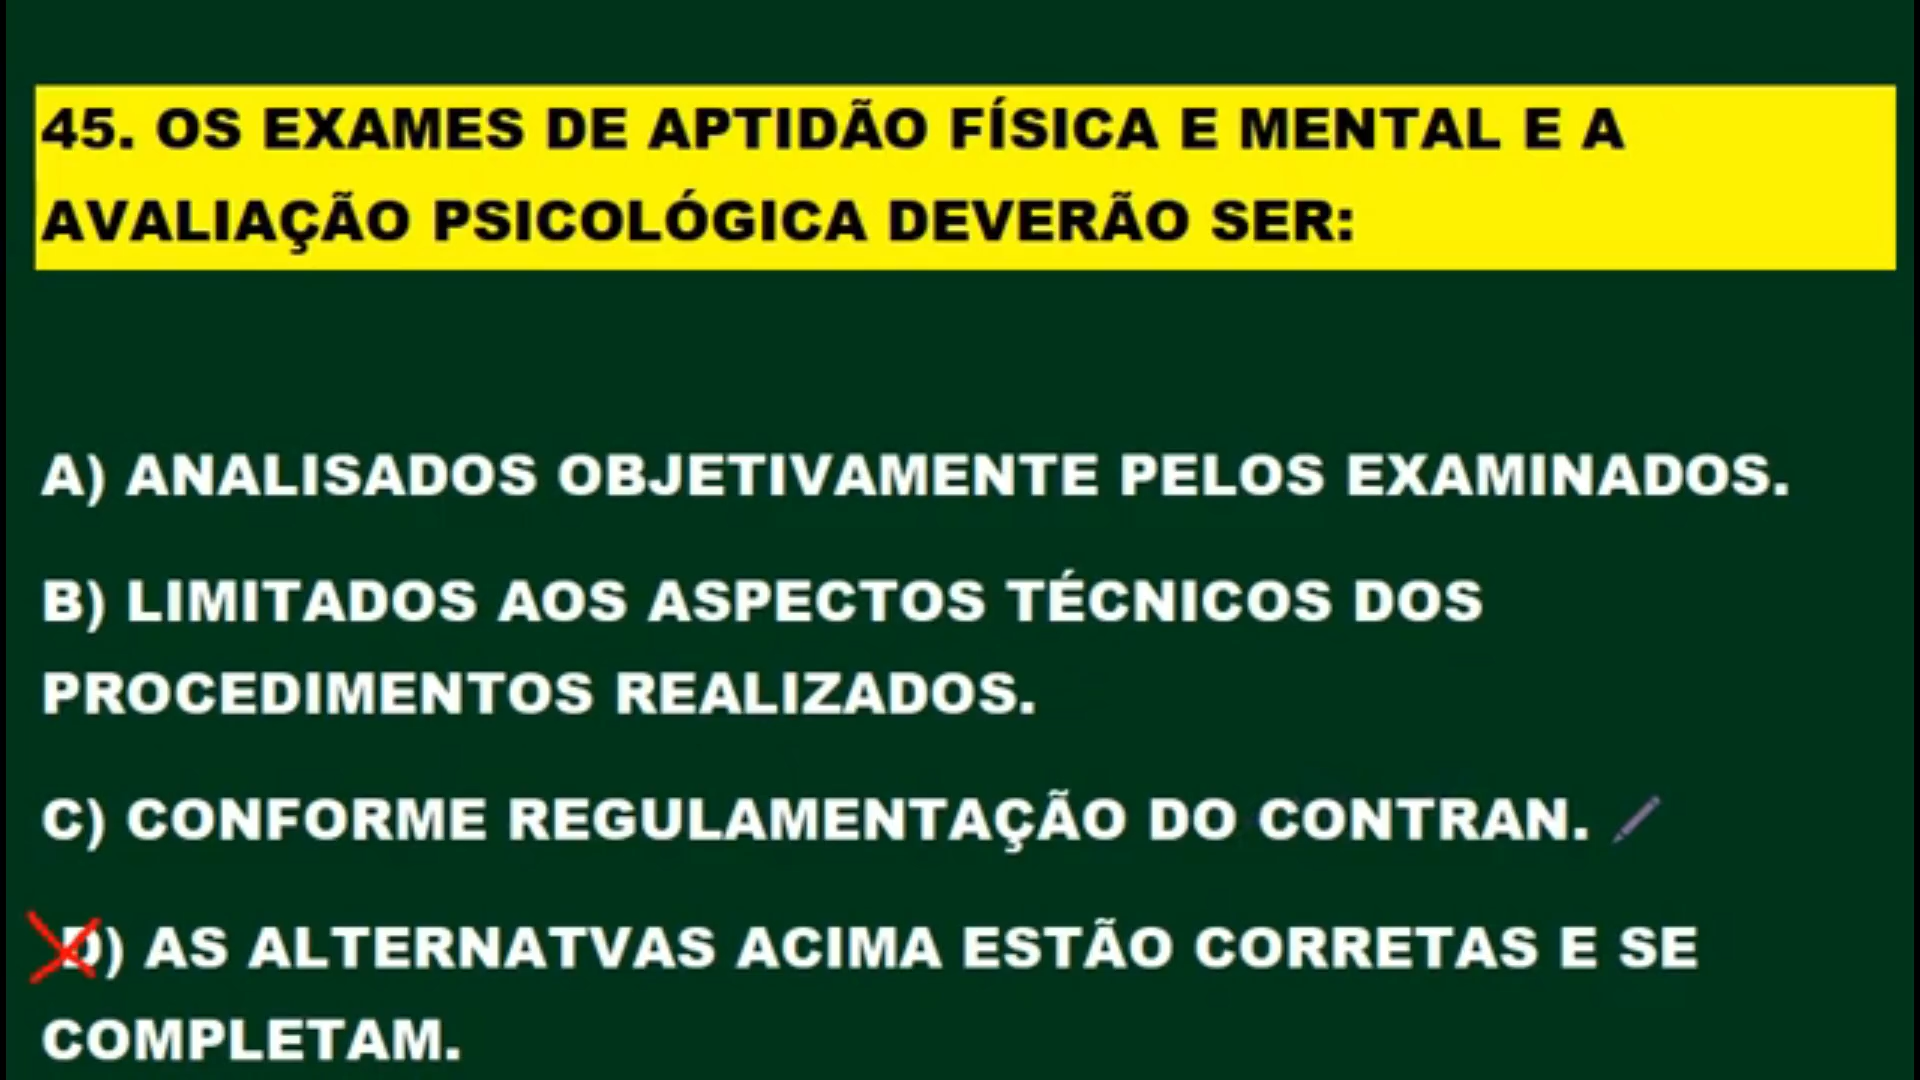 45. OS EXAMES DE APTIDÃO FÍSICA E MENTAL E A
AVALIAÇÃO PSICOLÓGICA DEVERÃO SER:
A) ANALISADOS OBJETIVAMENTE PELOS EXAMINADOS.
B) LIMITADOS AOS ASPECTOS TÉCNICOS DOS
PROCEDIMENTOS REALIZADOS.
C) CONFORME REGULAMENTAÇÃO DO CONTRAN.
D) AS ALTERNATVAS ACIMA ESTÃO CORRETAS E SE
COMPLETAM.